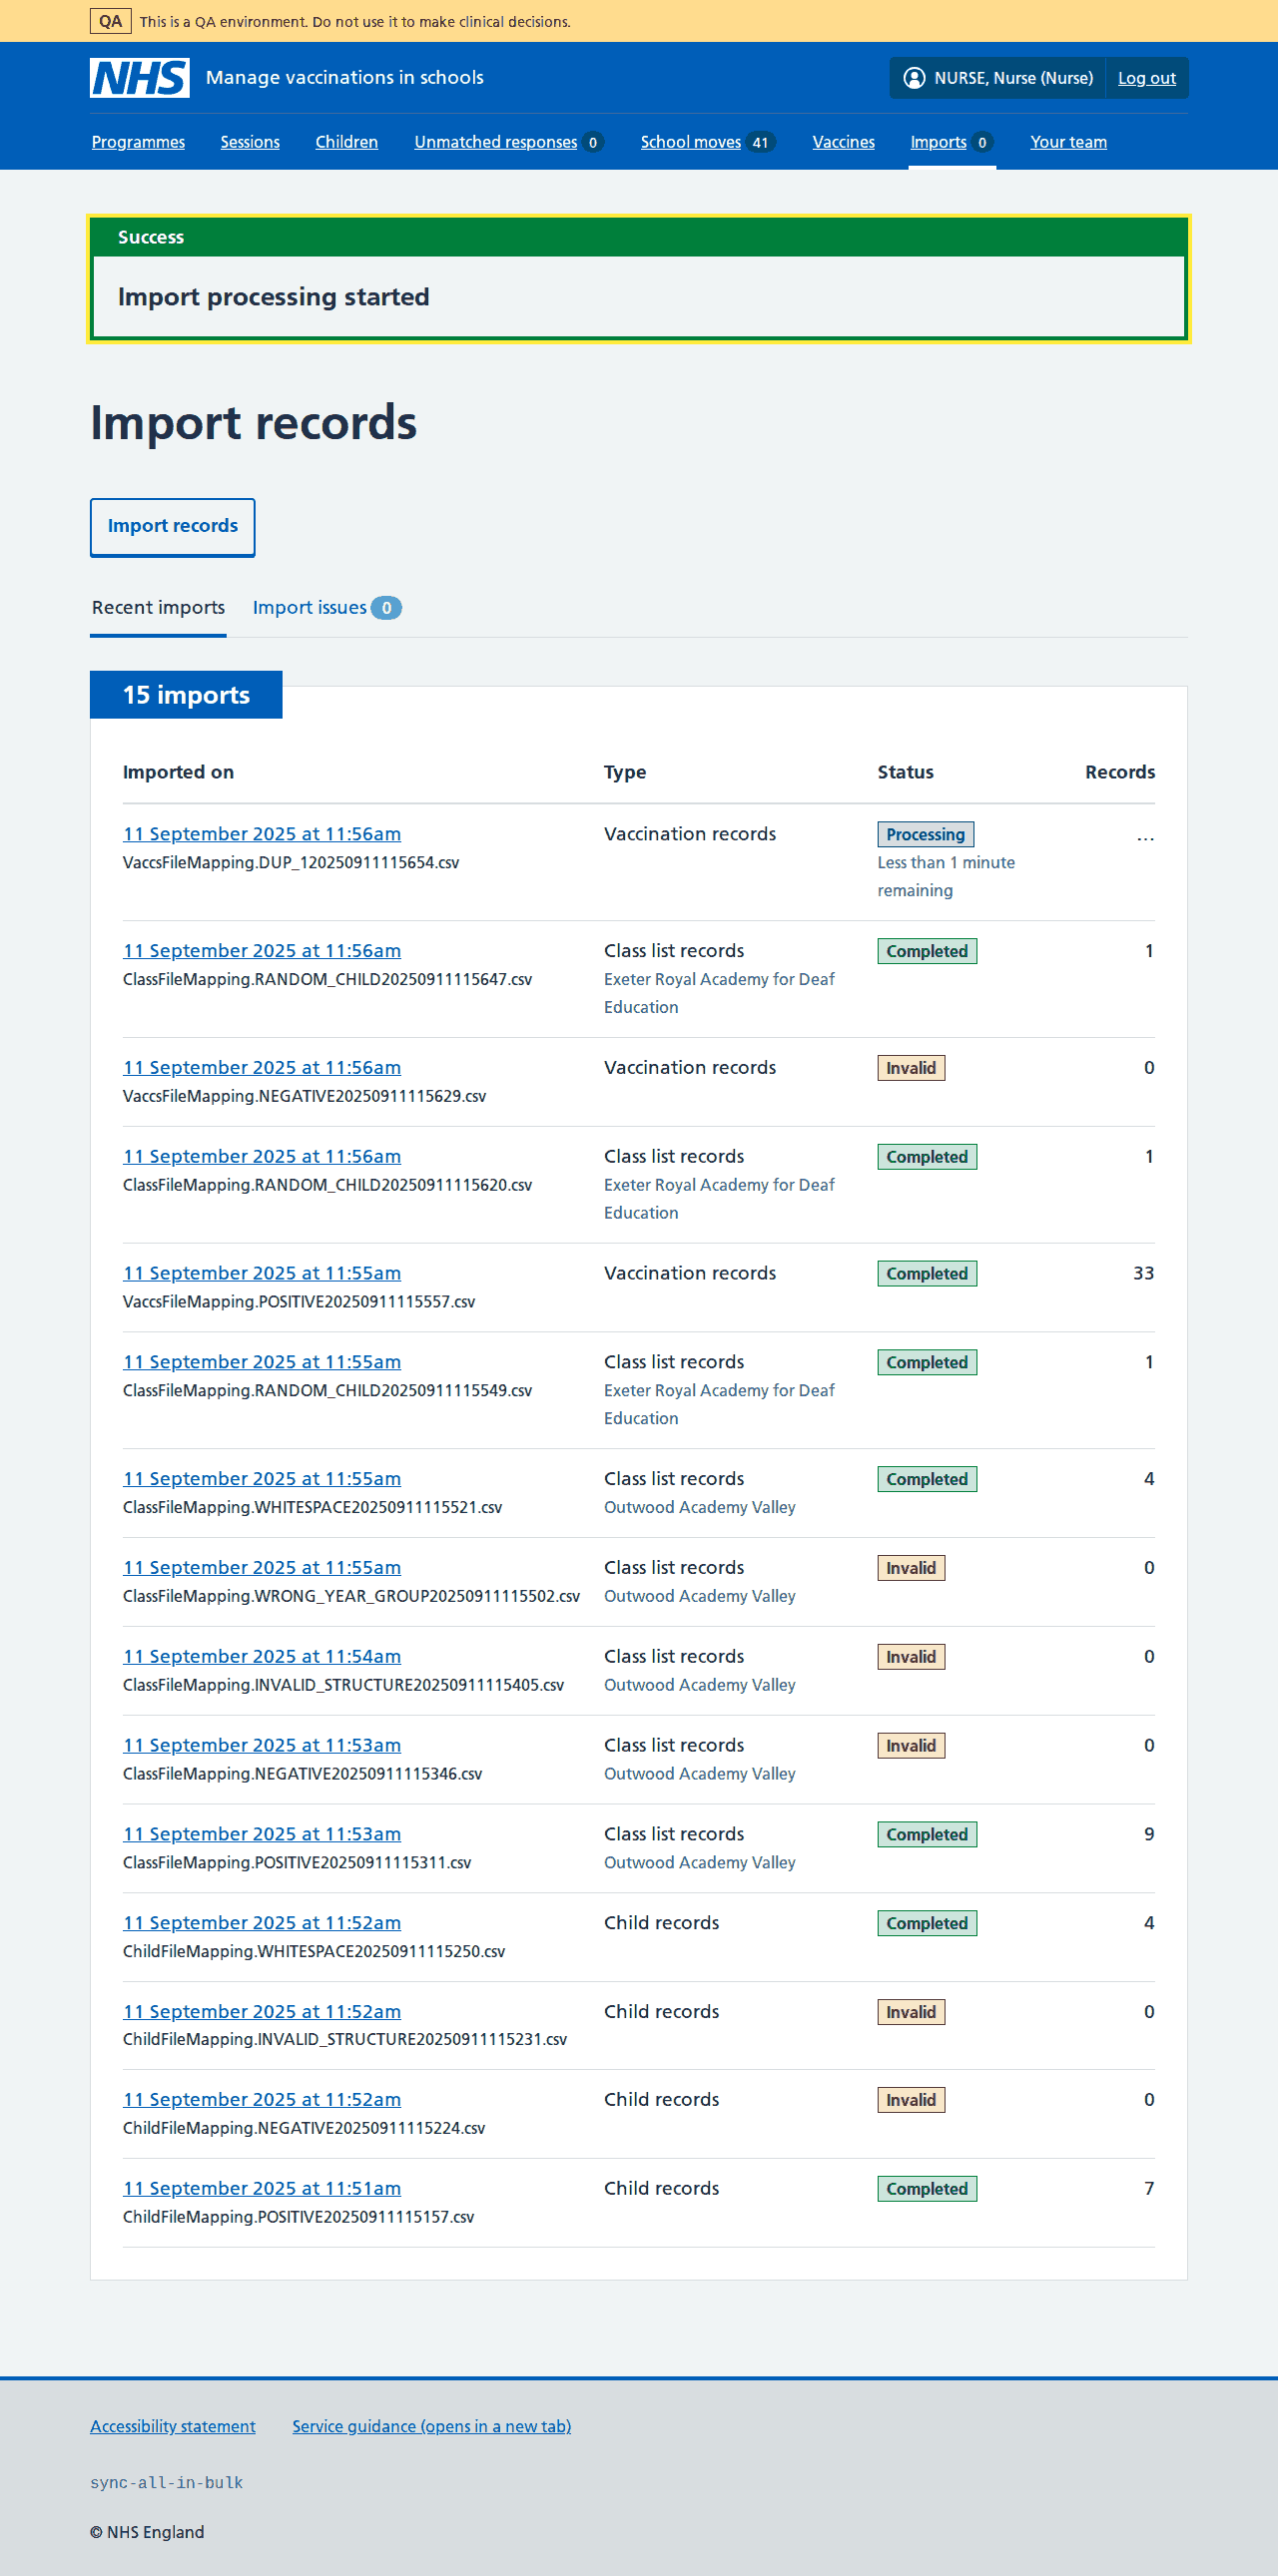 QA This is a QA environment. Do not use it to make clinical decisions.
NHS Manage vaccinations in schools NURSE, Nurse (Nurse) Log out
Programmes Sessions Children Unmatched responses 0 School moves 41 Vaccines Imports 0 Your team
Success
Import processing started
Import records
Import records
Recent imports Import issues 0
15 imports
Imported on Type Status Records
11 September 2025 at 11:56am Vaccination records Processing ...
VaccsFileMapping.DUP_120250911115654.csv Less than 1 minute
remaining
11 September 2025 at 11:56am Class list records Completed 1
ClassFileMapping.RANDOM_CHILD20250911115647.csv Exeter Royal Academy for Deaf
Education
11 September 2025 at 11:56am Vaccination records Invalid 0
VaccsFileMapping.NEGATIVE20250911115629.csv
11 September 2025 at 11:56am Class list records Completed 1
ClassFileMapping.RANDOM_CHILD20250911115620.csv Exeter Royal Academy for Deaf
Education
11 September 2025 at 11:55am Vaccination records Completed 33
VaccsFileMapping.POSITIVE20250911115557.csv
11 September 2025 at 11:55am Class list records Completed 1
ClassFileMapping.RANDOM_CHILD20250911115549.csv Exeter Royal Academy for Deaf
Education
11 September 2025 at 11:55am Class list records Completed 4
ClassFileMapping.WHITESPACE20250911115521.csv Outwood Academy Valley
11 September 2025 at 11:55am Class list records Invalid 0
ClassFileMapping.WRONG_YEAR_GROUP20250911115502.csv Outwood Academy Valley
11 September 2025 at 11:54am Class list records Invalid 0
ClassFileMapping.INVALID_STRUCTURE20250911115405.csv Outwood Academy Valley
11 September 2025 at 11:53am Class list records Invalid 0
ClassFileMapping.NEGATIVE20250911115346.csv Outwood Academy Valley
11 September 2025 at 11:53am Class list records Completed 9
ClassFileMapping.POSITIVE20250911115311.csv Outwood Academy Valley
11 September 2025 at 11:52am Child records Completed 4
ChildFileMapping.WHITESPACE20250911115250.csv
11 September 2025 at 11:52am Child records Invalid 0
ChildFileMapping.INVALID_STRUCTURE20250911115231.csv
11 September 2025 at 11:52am Child records Invalid 0
ChildFileMapping.NEGATIVE20250911115224.csv
11 September 2025 at 11:51am Child records Completed 7
ChildFileMapping.POSITIVE20250911115157.csv
Accessibility statement Service guidance (opens in a new tab)
sync-all-in-bulk
© NHS England